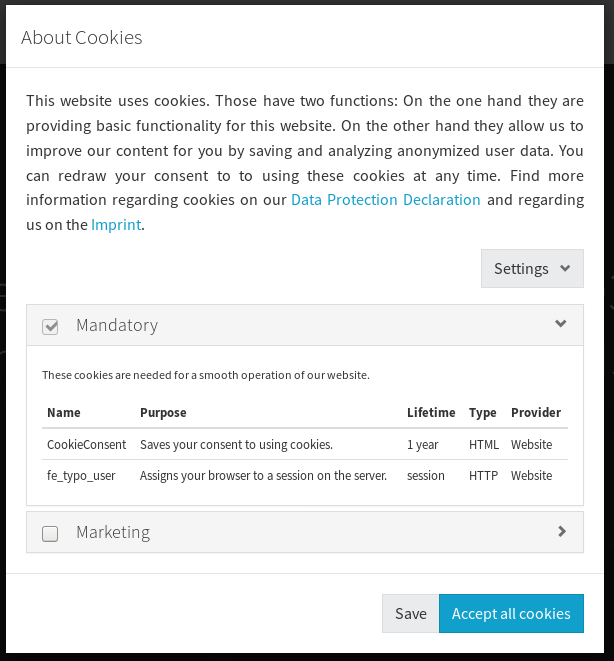 About Cookies
This website uses cookies. Those have two functions: On the one hand they are
providing basic functionality for this website. On the other hand they allow us to
improve our content for you by saving and analyzing anonymized user data. You
can redraw your consent to to using these cookies at any time. Find more
information regarding cookies on our Data Protection Declaration and regarding
us on the Imprint.
Settings
Mandatory
These cookies are needed for a smooth operation of our website.
Name Purpose Lifetime Type Provider
CookieConsent Saves your consent to using cookies. 1 year HTML Website
fe_typo_user Assigns your browser to a session on the server. session HTTP Website
Marketing
Save Accept all cookies